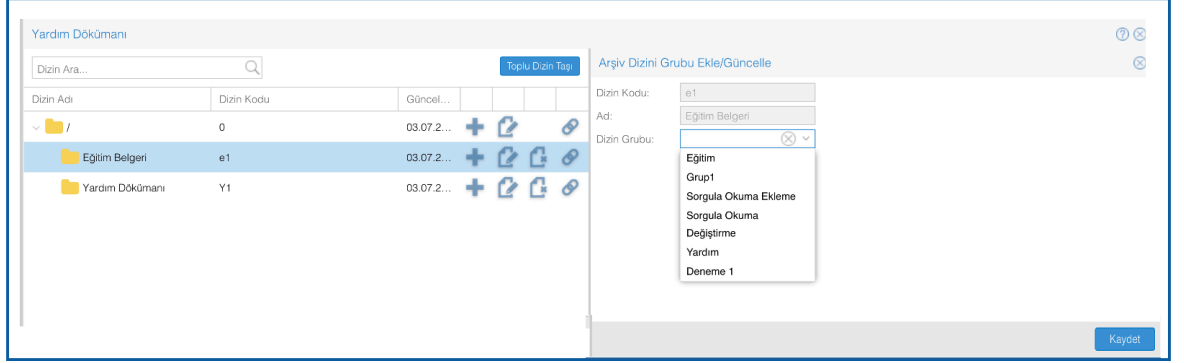 Yardım Dökümanı
Dizin Ara...
Toplu Dizin Taşı
Dizin Adı Dizin Kodu Güncel...
/ 0 03.07.2...
Eğitim Belgeri e1 03.07.2...
Yardım Dökümanı Y1 03.07.2...
Arşiv Dizini Grubu Ekle/Güncelle
Dizin Kodu: e1
Ad: Eğitim Belgeri
Dizin Grubu:
Eğitim
Grup1
Sorgula Okuma Ekleme
Sorgula Okuma
Değiştirme
Yardım
Deneme 1
Kaydet